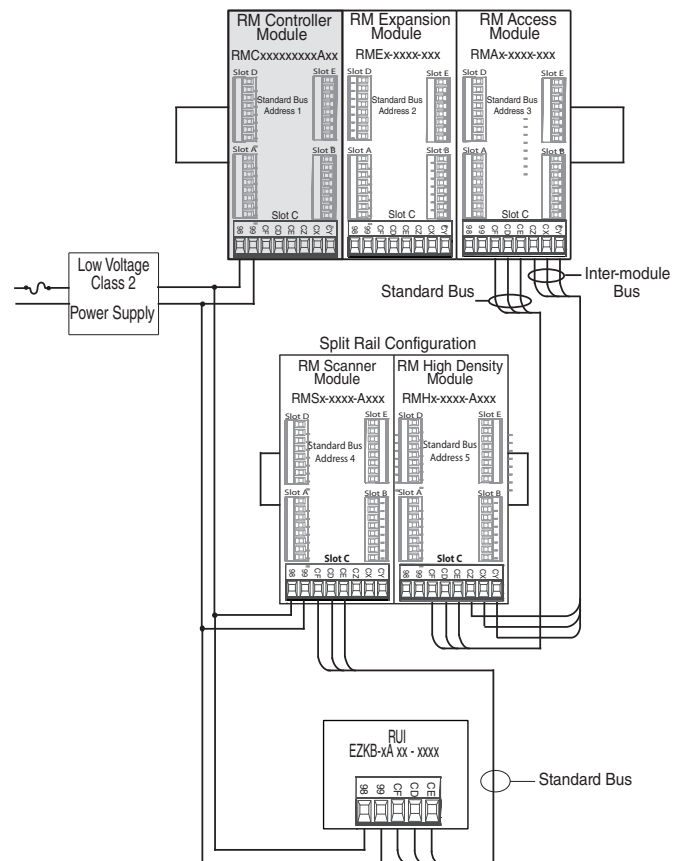 RM Controller
Module
RMCxxxxxxxxxAxx
Slot D
Slot E
Standard Bus
Address 1
Slot A
Slot B
Slot C
98 99 CF CD CE CZ CX CY
RM Expansion
Module
RMEx-xxxx-xxx
Slot D
Slot E
Standard Bus
Address 2
Slot A
Slot B
Slot C
98 99 CF CD CE CZ CX CY
RM Access
Module
RMAx-xxxx-xxx
Slot D
Slot E
Standard Bus
Address 3
Slot A
Slot B
Slot C
98 99 CF CD CE CZ CX CY
Low Voltage
Class 2
Power Supply
Standard Bus
Inter-module
Bus
Split Rail Configuration
RM Scanner
Module
RMSx-xxxx-Axxx
Slot D
Slot E
Standard Bus
Address 4
Slot A
Slot B
Slot C
98 99 CF CD CE CZ CX CY
RM High Density
Module
RMHx-xxxx-Axxx
Slot D
Slot E
Standard Bus
Address 5
Slot A
Slot B
Slot C
98 99 CF CD CE CZ CX CY
RUI
EZKB-xA xx - xxxx
98 99 CF CD CE
Standard Bus